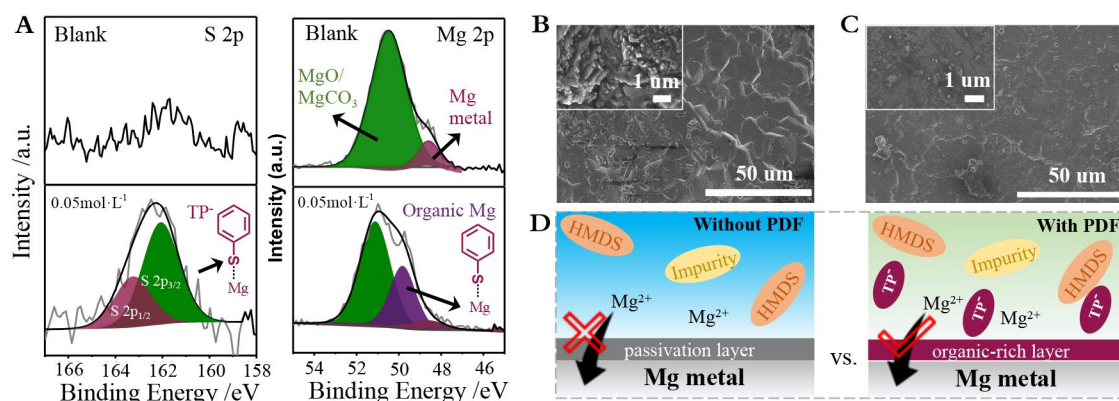 A
Blank
S 2p
0.05mol·L⁻¹
TP⁻
S
Mg
S 2p3/2
S 2p1/2
166 164 162 160 158
Binding Energy /eV
Intensity /a.u.
Blank
Mg 2p
MgO/
MgCO₃
Mg
metal
0.05mol·L⁻¹
Organic Mg
S
Mg
54 52 50 48 46
Binding Energy /eV
Intensity (a.u.)
B
1 um
50 um
C
1 um
50 um
D
Without PDF
HMDS
Impurity
HMDS
Mg²⁺
Mg²⁺
passivation layer
Mg metal
vs.
With PDF
HMDS
Impurity
HMDS
TP⁻
TP⁻
TP⁻
Mg²⁺
Mg²⁺
organic-rich layer
Mg metal